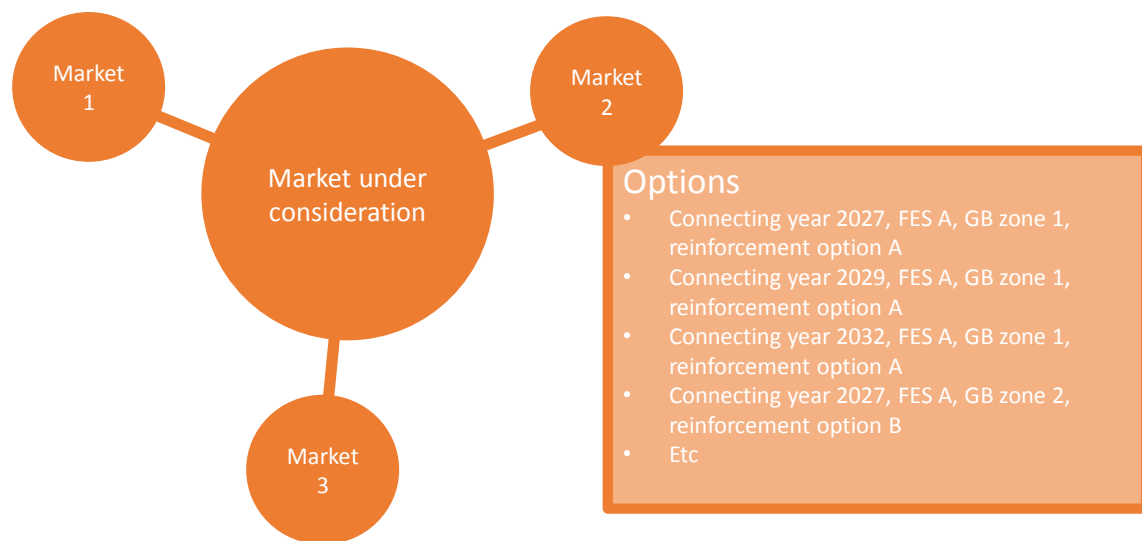 Market
1
Market
2
Market under
consideration
Options
• Connecting year 2027, FES A, GB zone 1,
reinforcement option A
• Connecting year 2029, FES A, GB zone 1,
reinforcement option A
• Connecting year 2032, FES A, GB zone 1,
reinforcement option A
• Connecting year 2027, FES A, GB zone 2,
reinforcement option B
• Etc
Market
3